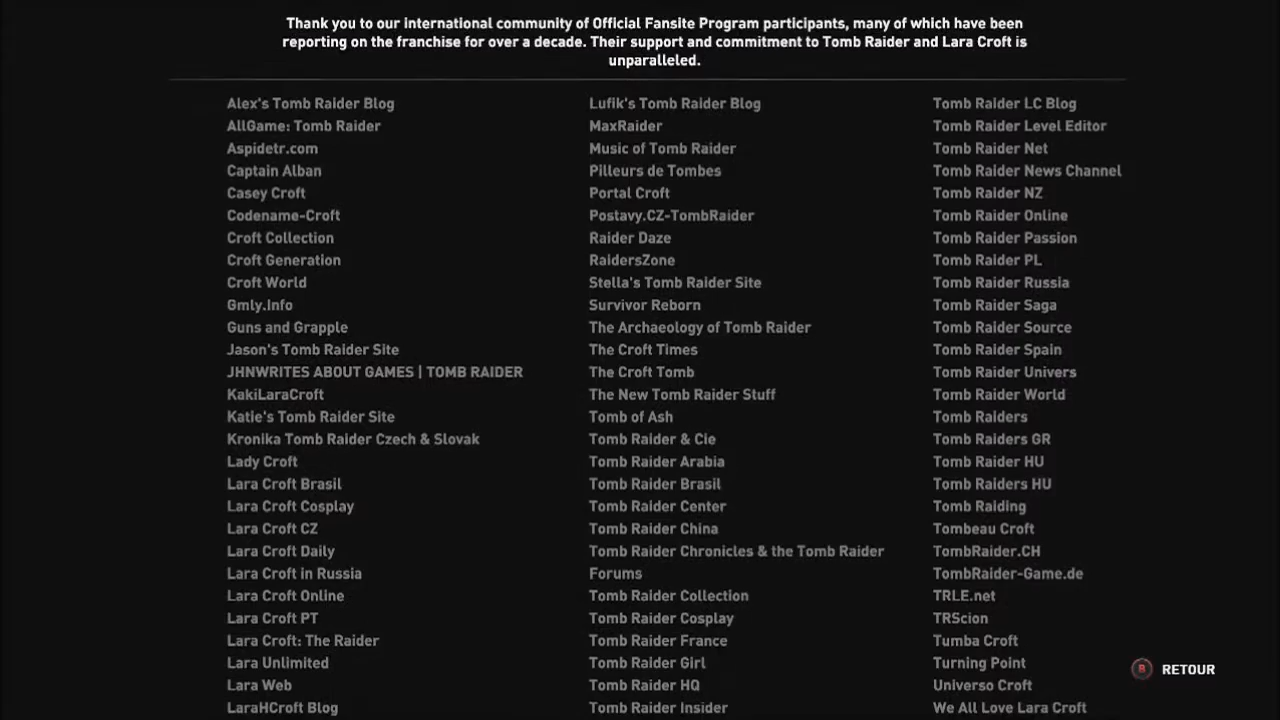 Thank you to our international community of Official Fansite Program participants, many of which have been
reporting on the franchise for over a decade. Their support and commitment to Tomb Raider and Lara Croft is
unparalleled.
Alex's Tomb Raider Blog
AllGame: Tomb Raider
Aspidetr.com
Captain Alban
Casey Croft
Codename-Croft
Croft Collection
Croft Generation
Croft World
Gmly.Info
Guns and Grapple
Jason's Tomb Raider Site
JHNWRITES ABOUT GAMES | TOMB RAIDER
KakiLaraCroft
Katie's Tomb Raider Site
Kronika Tomb Raider Czech & Slovak
Lady Croft
Lara Croft Brasil
Lara Croft Cosplay
Lara Croft CZ
Lara Croft Daily
Lara Croft in Russia
Lara Croft Online
Lara Croft PT
Lara Croft: The Raider
Lara Unlimited
Lara Web
LaraHCroft Blog
Lufik's Tomb Raider Blog
MaxRaider
Music of Tomb Raider
Pilleurs de Tombes
Portal Croft
Postavy.CZ-TombRaider
Raider Daze
RaidersZone
Stella's Tomb Raider Site
Survivor Reborn
The Archaeology of Tomb Raider
The Croft Times
The Croft Tomb
The New Tomb Raider Stuff
Tomb of Ash
Tomb Raider & Cie
Tomb Raider Arabia
Tomb Raider Brasil
Tomb Raider Center
Tomb Raider China
Tomb Raider Chronicles & the Tomb Raider
Forums
Tomb Raider Collection
Tomb Raider Cosplay
Tomb Raider France
Tomb Raider Girl
Tomb Raider HQ
Tomb Raider Insider
Tomb Raider LC Blog
Tomb Raider Level Editor
Tomb Raider Net
Tomb Raider News Channel
Tomb Raider NZ
Tomb Raider Online
Tomb Raider Passion
Tomb Raider PL
Tomb Raider Russia
Tomb Raider Saga
Tomb Raider Source
Tomb Raider Spain
Tomb Raider Univers
Tomb Raider World
Tomb Raiders
Tomb Raiders GR
Tomb Raider HU
Tomb Raiders HU
Tomb Raiding
Tombeau Croft
TombRaider.CH
TombRaider-Game.de
TRLE.net
TRScion
Tumba Croft
Turning Point
Universo Croft
We All Love Lara Croft
B RETOUR